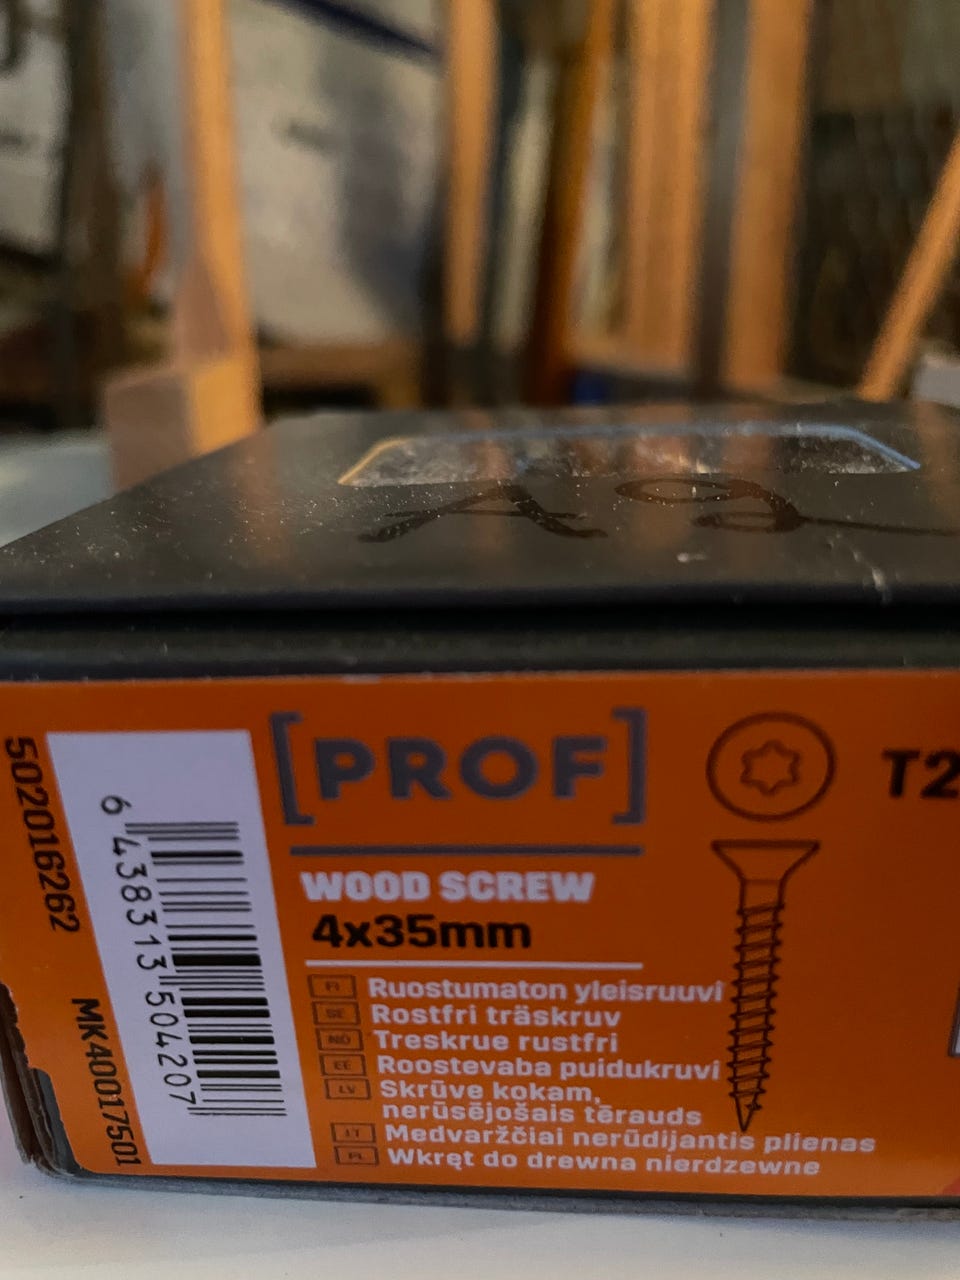 [PROF]
T2
WOOD SCREW
4x35mm
FI Ruostumaton yleisruuvi
SE Rostfri träskruv
NO Treskrue rustfri
EE Roostevaba puidukruvi
LV Skrūve kokam,
nerūsējošais tērauds
LT Medvaržčiai nerūdijantis plienas
PL Wkręt do drewna nierdzewne
6 438313 504207
502016262
MK40017501